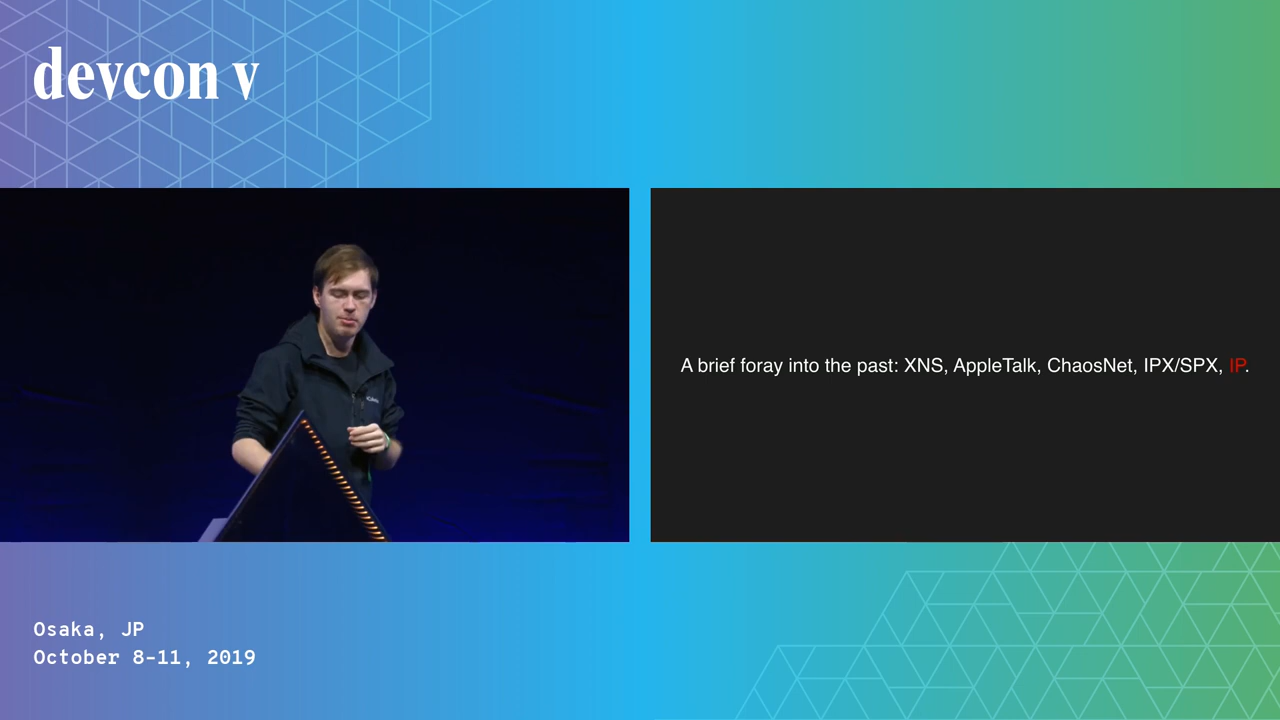 devcon v
A brief foray into the past: XNS, AppleTalk, ChaosNet, IPX/SPX, IP.
Osaka, JP
October 8-11, 2019